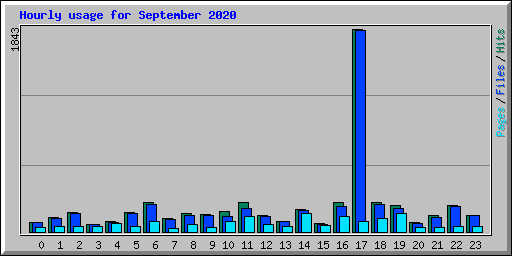 Hourly usage for September 2020
1843
Pages/Files/Hits
0 1 2 3 4 5 6 7 8 9 10 11 12 13 14 15 16 17 18 19 20 21 22 23